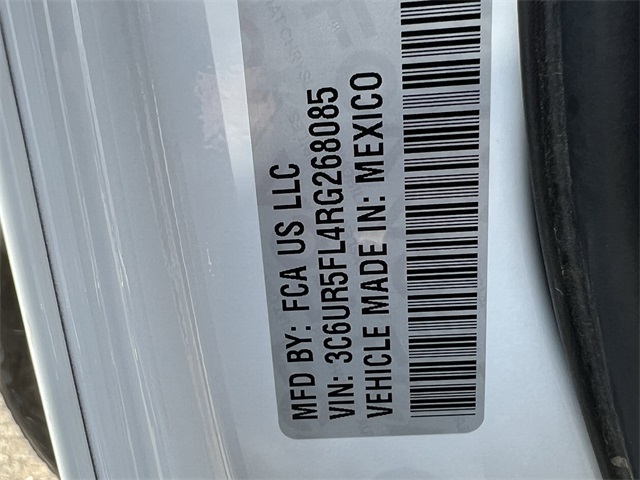 MFD BY: FCA US LLC
VIN: 3C6UR5FL4RG268085
VEHICLE MADE IN: MEXICO